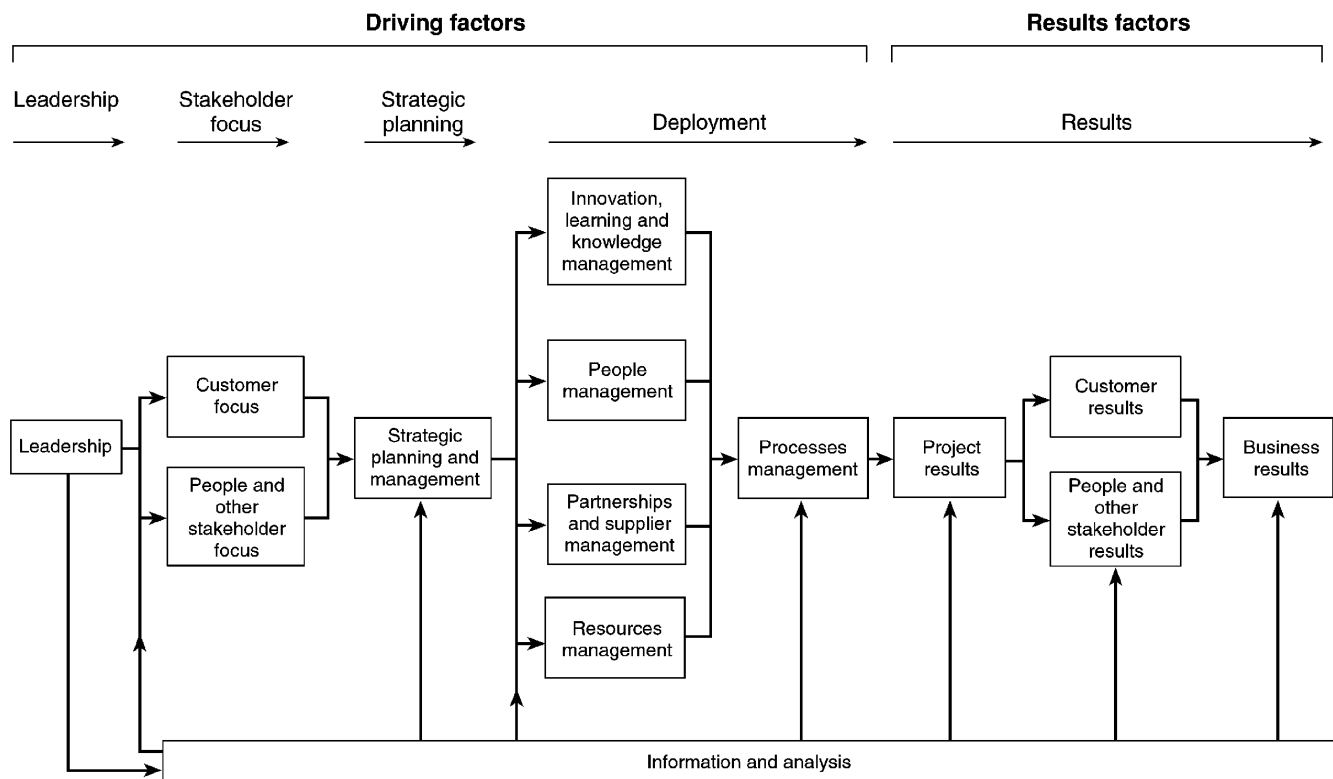 Driving factors
Results factors
Leadership
Stakeholder
focus
Strategic
planning
Deployment
Results
Innovation,
learning and
knowledge
management
People
management
Customer
focus
Leadership
People and
other
stakeholder
focus
Strategic
planning and
management
Partnerships
and supplier
management
Resources
management
Processes
management
Project
results
Customer
results
People and
other
stakeholder
results
Business
results
Information and analysis